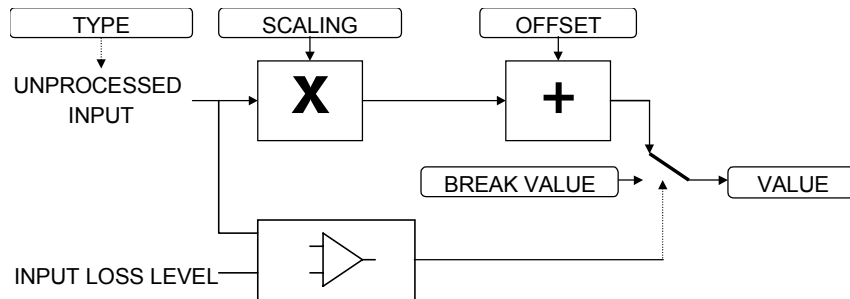 TYPE
SCALING
OFFSET
UNPROCESSED
INPUT
X
+
BREAK VALUE
VALUE
INPUT LOSS LEVEL